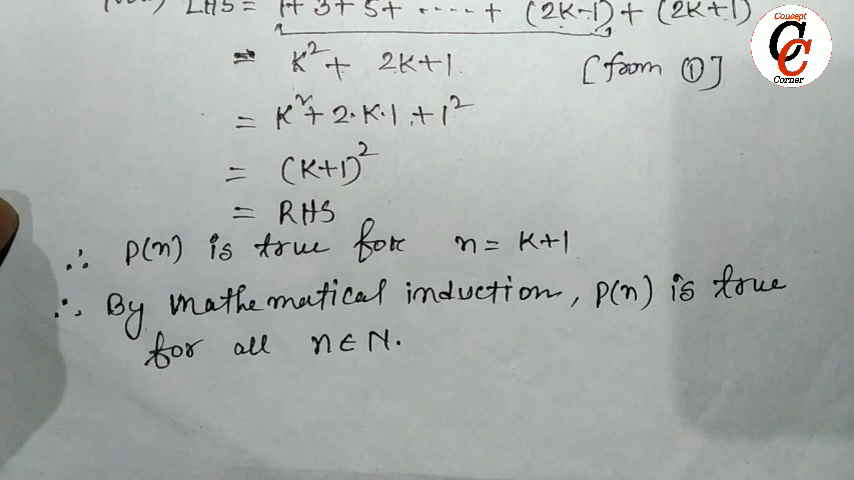 LHS = 1+3+5+ ..... + (2K-1) + (2K+1)
= K² + 2K+1 [from ①]
= K² + 2·K·1 + 1²
= (K+1)²
= RHS
∴ P(n) is true for n = K+1
∴ By mathematical induction, P(n) is true
for all n∈N.
Concept
CC
Corner